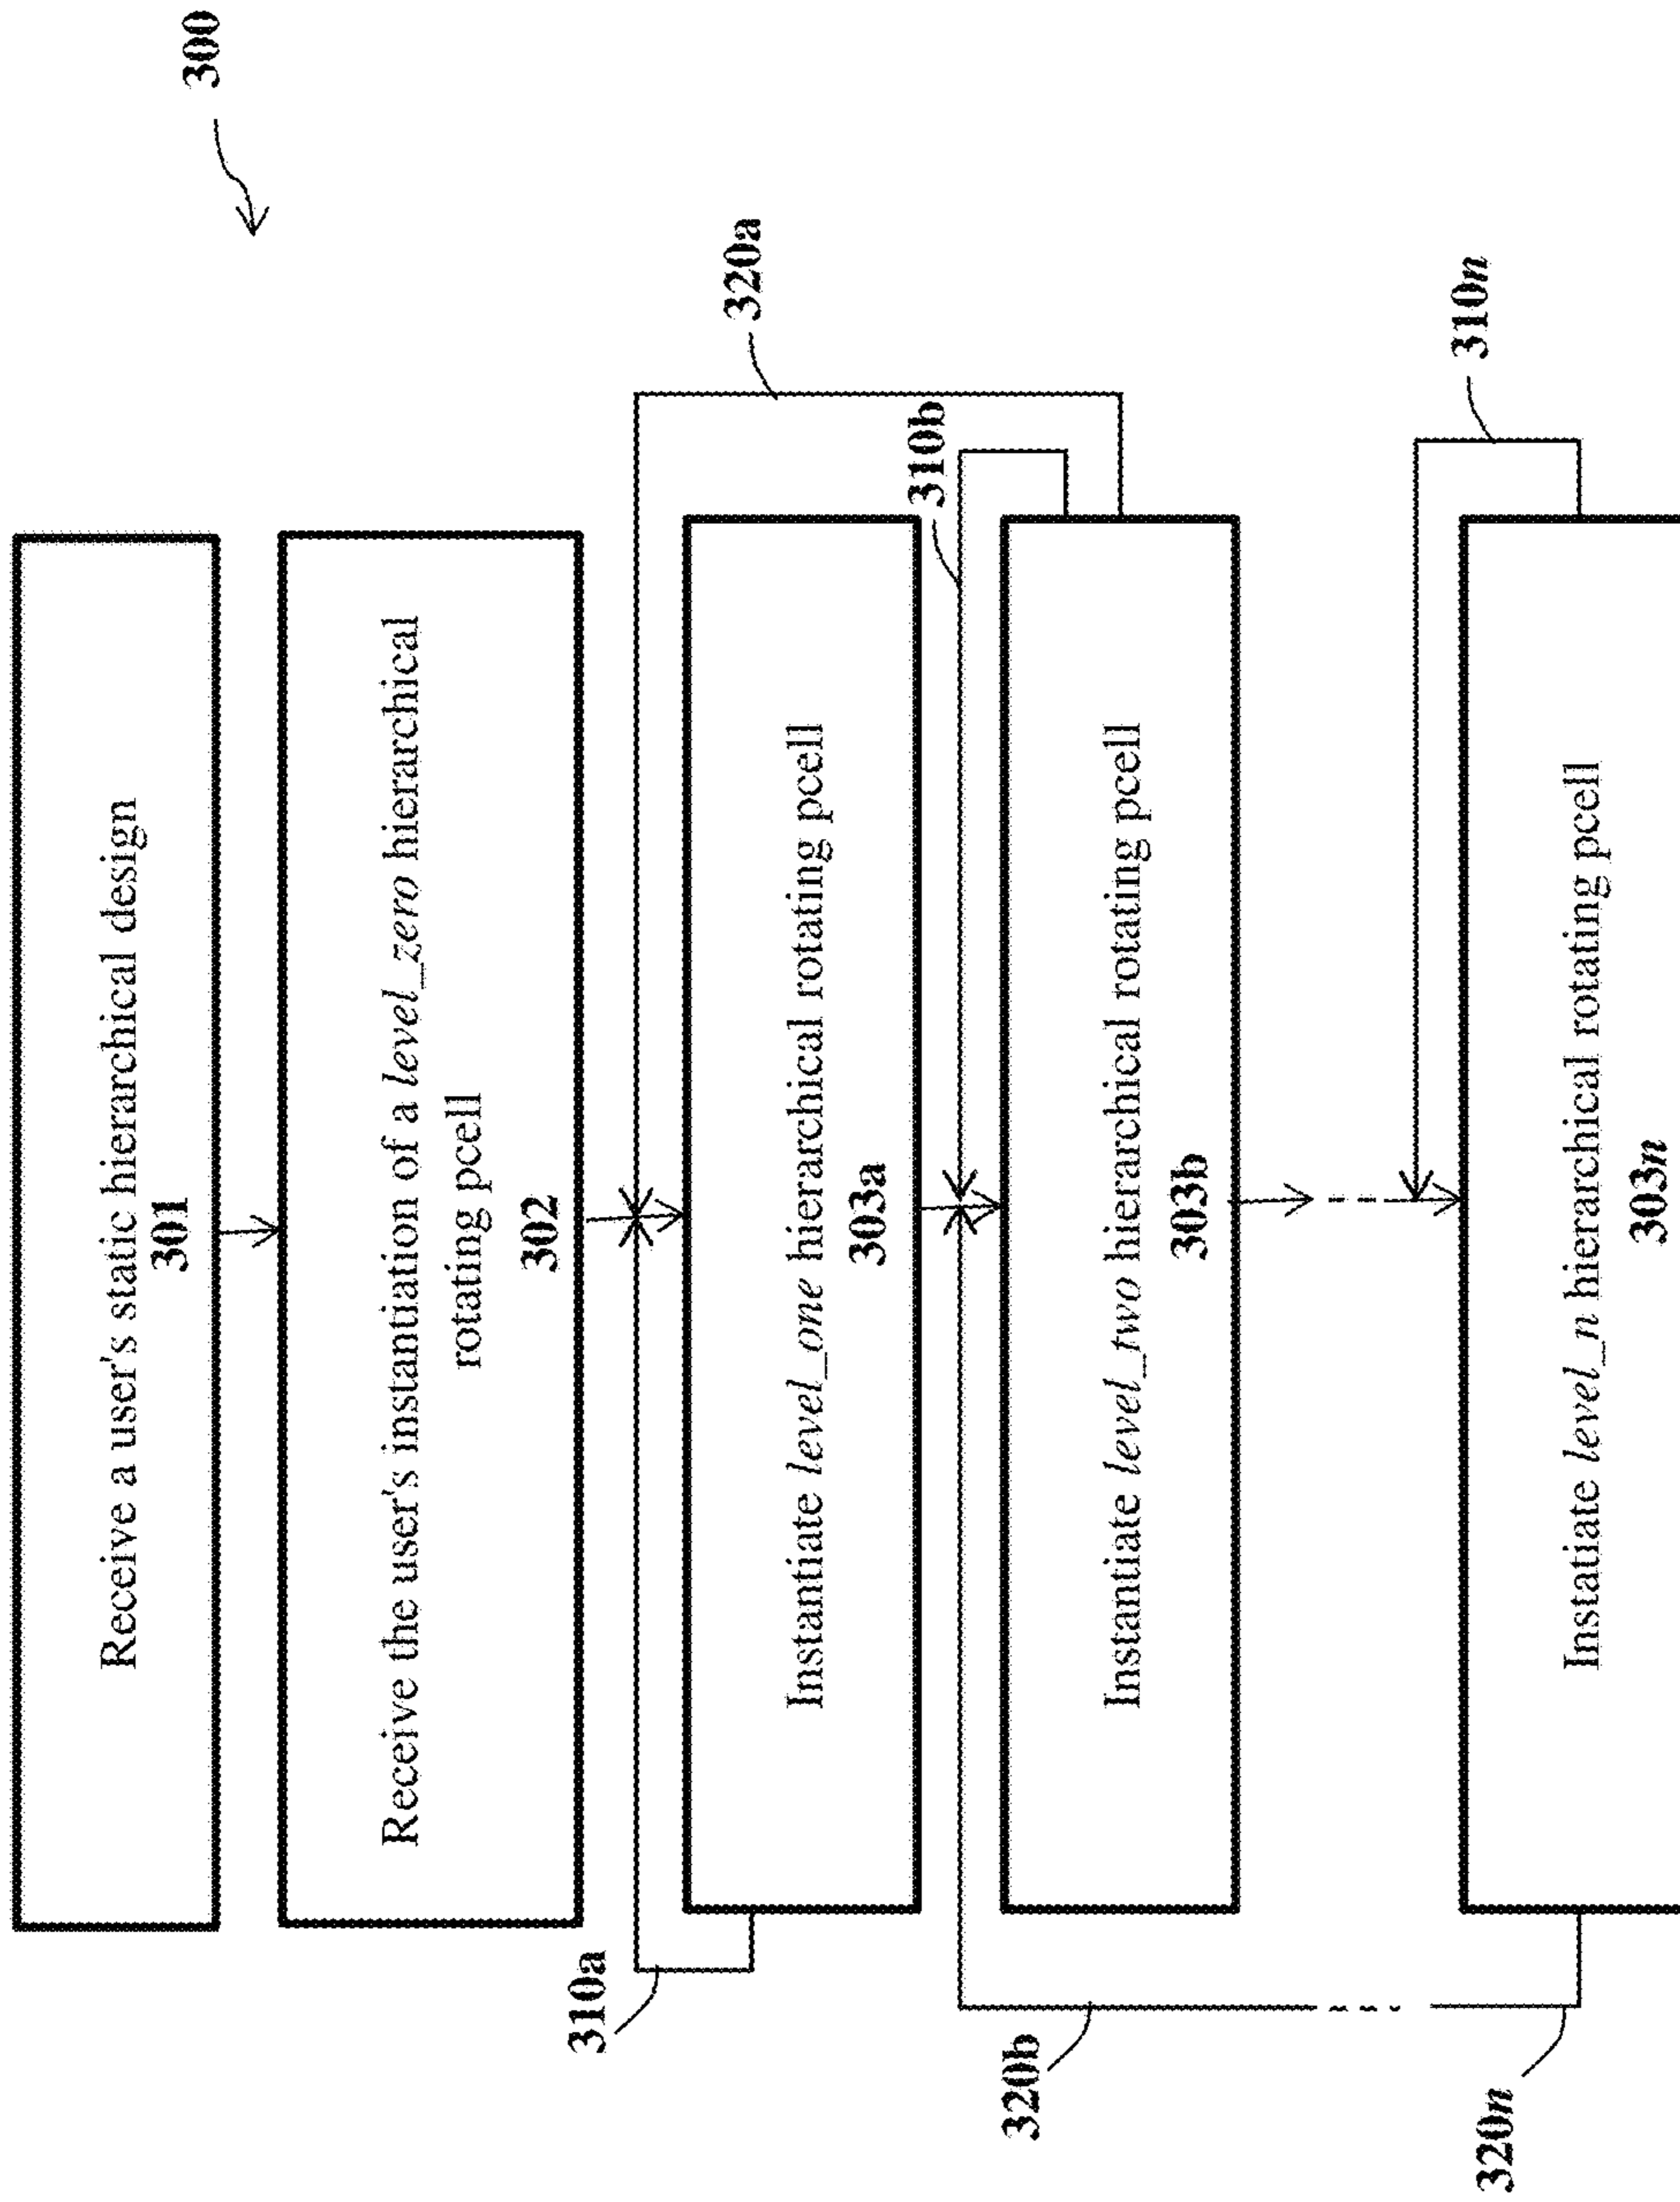 300
Receive a user's static hierarchical design
301
Receive the user's instantiation of a level_zero hierarchical
rotating pcell
302
310a
320a
Instantiate level_one hierarchical rotating pcell
303a
310b
Instantiate level_two hierarchical rotating pcell
303b
320b
310n
Instatiate level_n hierarchical rotating pcell
303n
320n